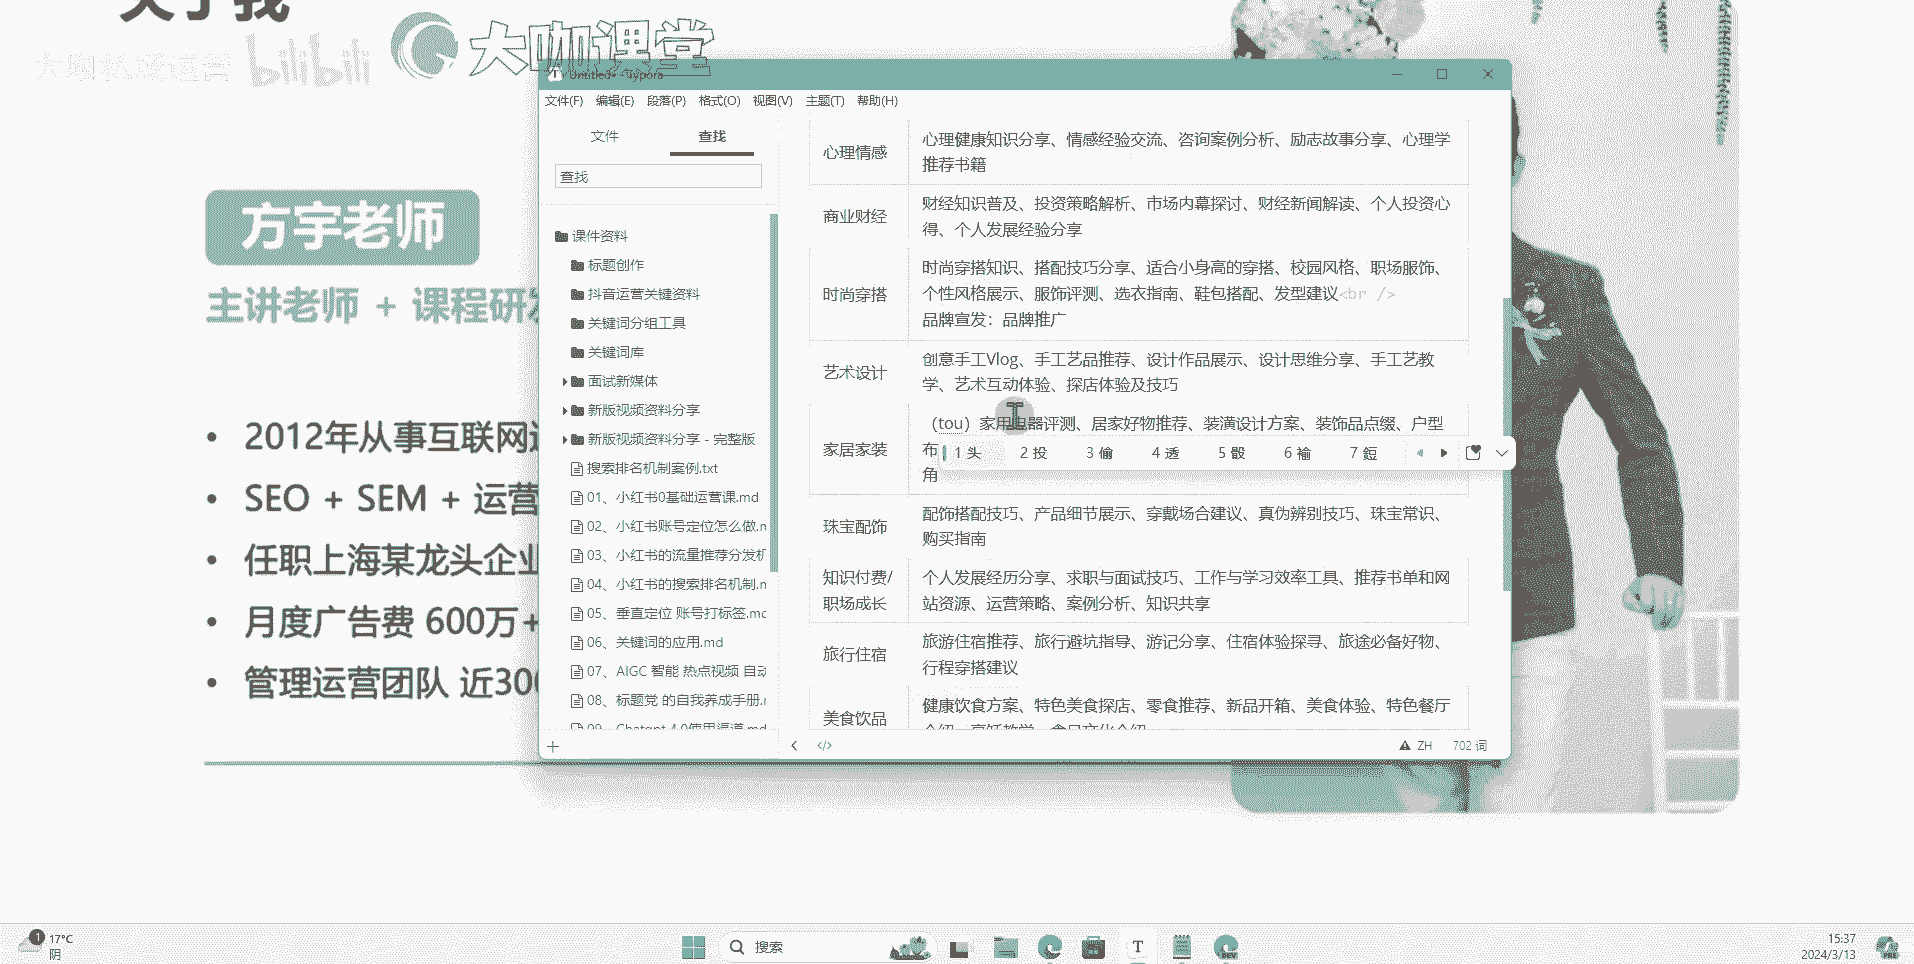 关于我
大咖私域运营 bilibili
大咖课堂
方宇老师
主讲老师 + 课程研发
2012年从事互联网运
SEO + SEM + 运营
任职上海某龙头企业
月度广告费 600万+
管理运营团队 近300
Untitled• - Typora
文件(F) 编辑(E) 段落(P) 格式(O) 视图(V) 主题(T) 帮助(H)
文件 查找
查找
课件资料
标题创作
抖音运营关键资料
关键词分组工具
关键词库
面试新媒体
新版视频资料分享
新版视频资料分享 - 完整版
搜索排名机制案例.txt
01、小红书0基础运营课.md
02、小红书账号定位怎么做.m
03、小红书的流量推荐分发机
04、小红书的搜索排名机制.m
05、垂直定位 账号打标签.md
06、关键词的应用.md
07、AIGC 智能 热点视频 自动
08、标题党 的自我养成手册.m
09、Chatgpt 4.0使用渠道.md
心理情感
心理健康知识分享、情感经验交流、咨询案例分析、励志故事分享、心理学
推荐书籍
商业财经
财经知识普及、投资策略解析、市场内幕探讨、财经新闻解读、个人投资心
得、个人发展经验分享
时尚穿搭
时尚穿搭知识、搭配技巧分享、适合小身高的穿搭、校园风格、职场服饰、
个性风格展示、服饰评测、选衣指南、鞋包搭配、发型建议<br />
品牌宣发：品牌推广
艺术设计
创意手工Vlog、手工艺品推荐、设计作品展示、设计思维分享、手工艺教
学、艺术互动体验、探店体验及技巧
家居家装
（tou）家用电器评测、居家好物推荐、装潢设计方案、装饰品点缀、户型
布
角
1 头 2 投 3 偷 4 透 5 骰 6 褕 7 鋀
珠宝配饰
配饰搭配技巧、产品细节展示、穿戴场合建议、真伪辨别技巧、珠宝常识、
购买指南
知识付费/
职场成长
个人发展经历分享、求职与面试技巧、工作与学习效率工具、推荐书单和网
站资源、运营策略、案例分析、知识共享
旅行住宿
旅游住宿推荐、旅行避坑指导、游记分享、住宿体验探寻、旅途必备好物、
行程穿搭建议
美食饮品
健康饮食方案、特色美食探店、零食推荐、新品开箱、美食体验、特色餐厅
</> ZH 702 词
1
17°C
阴
搜索
T
DEV
15:37
2024/3/13
PRE